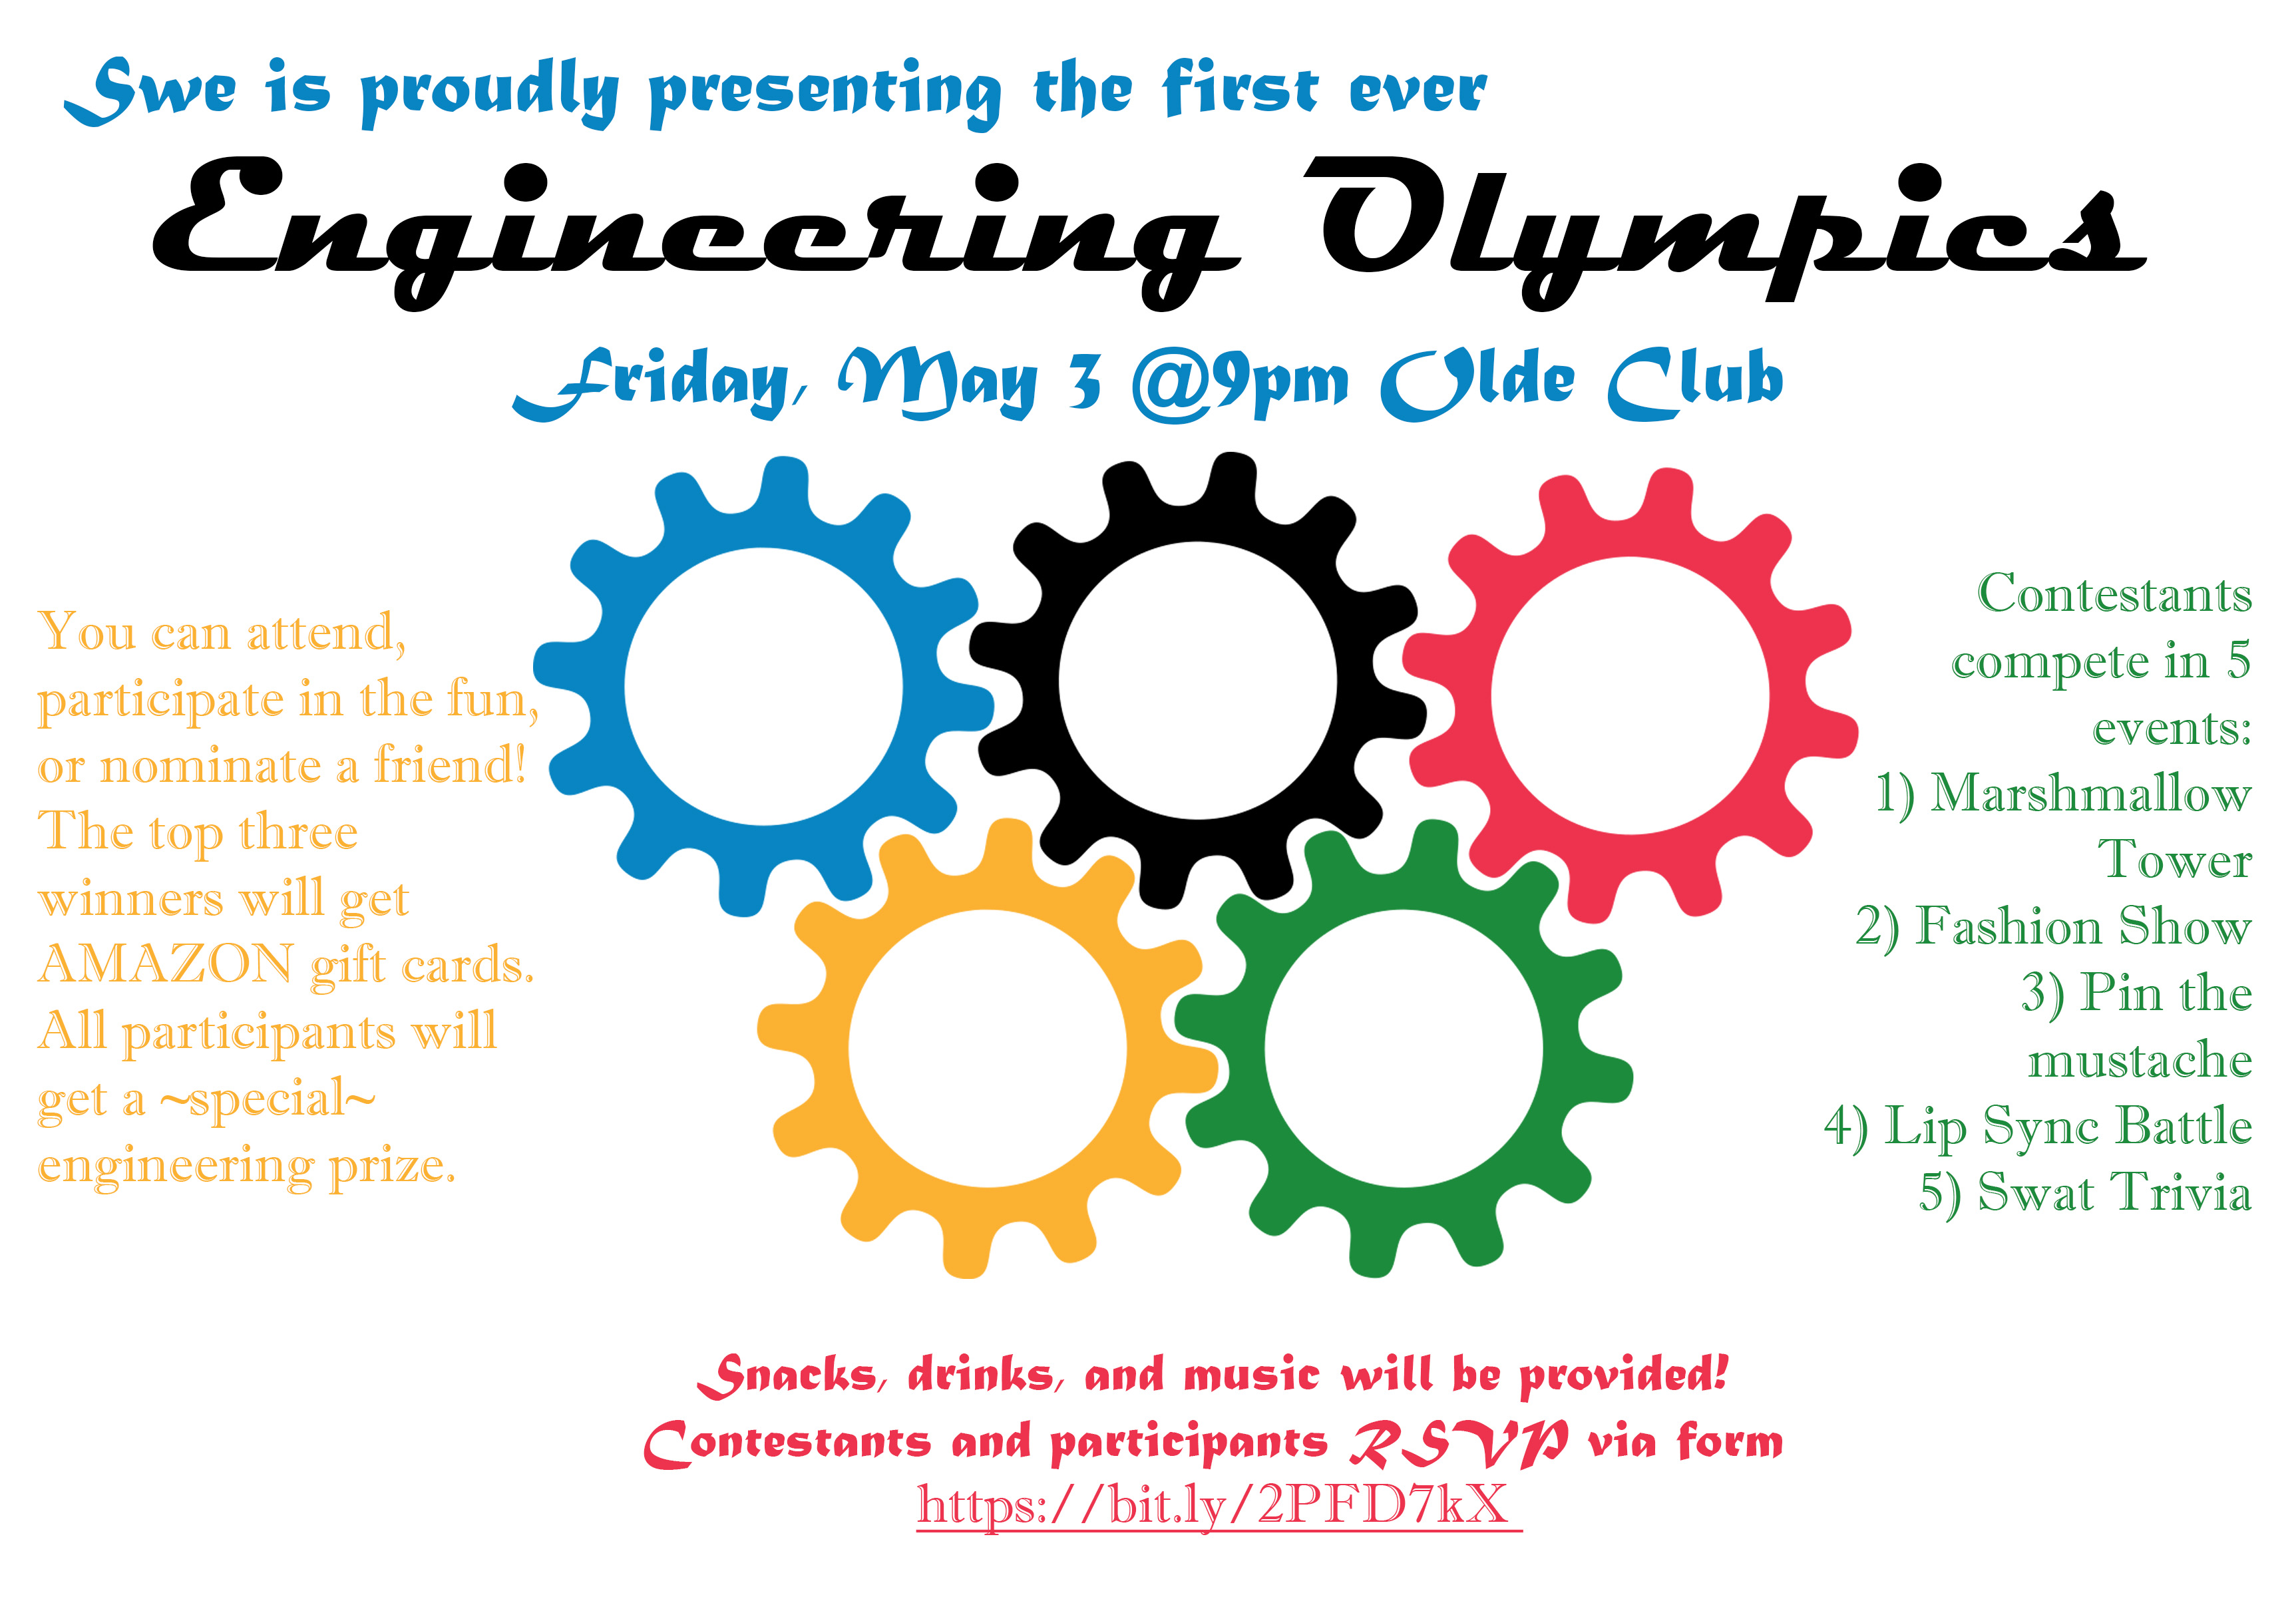 Swe is proudly presenting the first ever
Engineering Olympics
Friday, May 3 @9pm Olde Club
You can attend,
participate in the fun,
or nominate a friend!
The top three
winners will get
AMAZON gift cards.
All participants will
get a ~special~
engineering prize.
Contestants
compete in 5
events:
1) Marshmallow
Tower
2) Fashion Show
3) Pin the
mustache
4) Lip Sync Battle
5) Swat Trivia
Snacks, drinks, and music will be provided!
Contestants and participants RSVP via form
https://bit.ly/2PFD7kX